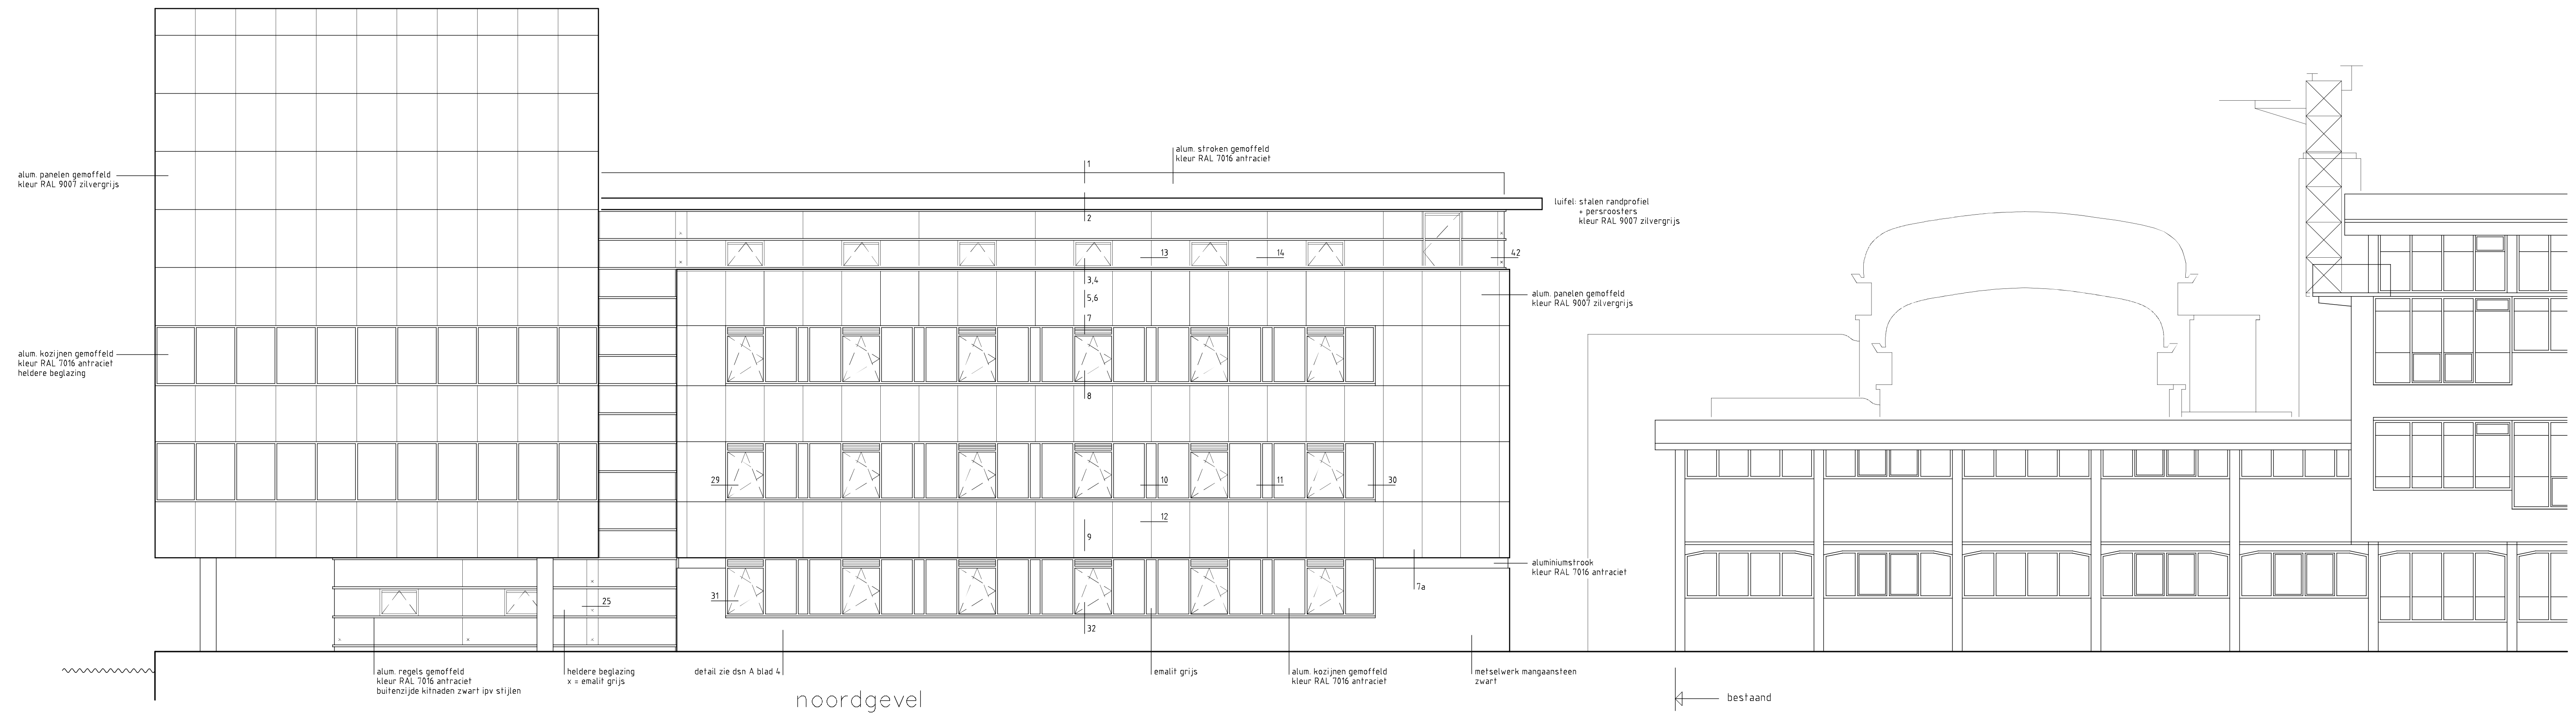 alum. stroken gemoffeld
kleur RAL 7016 antraciet
1
alum. panelen gemoffeld
kleur RAL 9007 zilvergrijs
luifel: stalen randprofiel
+ persroosters
kleur RAL 9007 zilvergrijs
2
x
x
13
14
42
x
x
3,4
5,6
alum. panelen gemoffeld
kleur RAL 9007 zilvergrijs
7
alum. kozijnen gemoffeld
kleur RAL 7016 antraciet
heldere beglazing
8
29
10
11
30
12
9
aluminiumstrook
kleur RAL 7016 antraciet
x
7a
31
25
x
32
x
x
x
alum. regels gemoffeld
kleur RAL 7016 antraciet
buitenzijde kitnaden zwart ipv stijlen
heldere beglazing
x = emalit grijs
detail zie dsn A blad 4
emalit grijs
alum. kozijnen gemoffeld
kleur RAL 7016 antraciet
metselwerk mangaansteen
zwart
noordgevel
bestaand